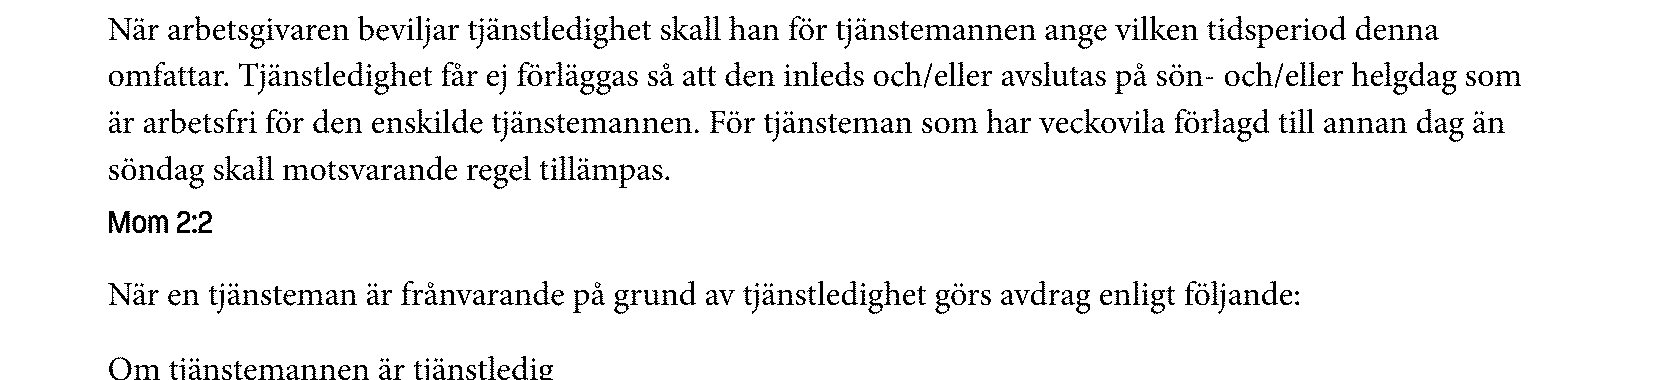 När arbetsgivaren beviljar tjänstledighet skall han för tjänstemannen ange vilken tidsperiod denna
omfattar. Tjänstledighet får ej förläggas så att den inleds och/eller avslutas på sön- och/eller helgdag som
är arbetsfri för den enskilde tjänstemannen. För tjänsteman som har veckovila förlagd till annan dag än
söndag skall motsvarande regel tillämpas.
Mom 2:2
När en tjänsteman är frånvarande på grund av tjänstledighet görs avdrag enligt följande:
Om tjänstemannen är tjänstledig